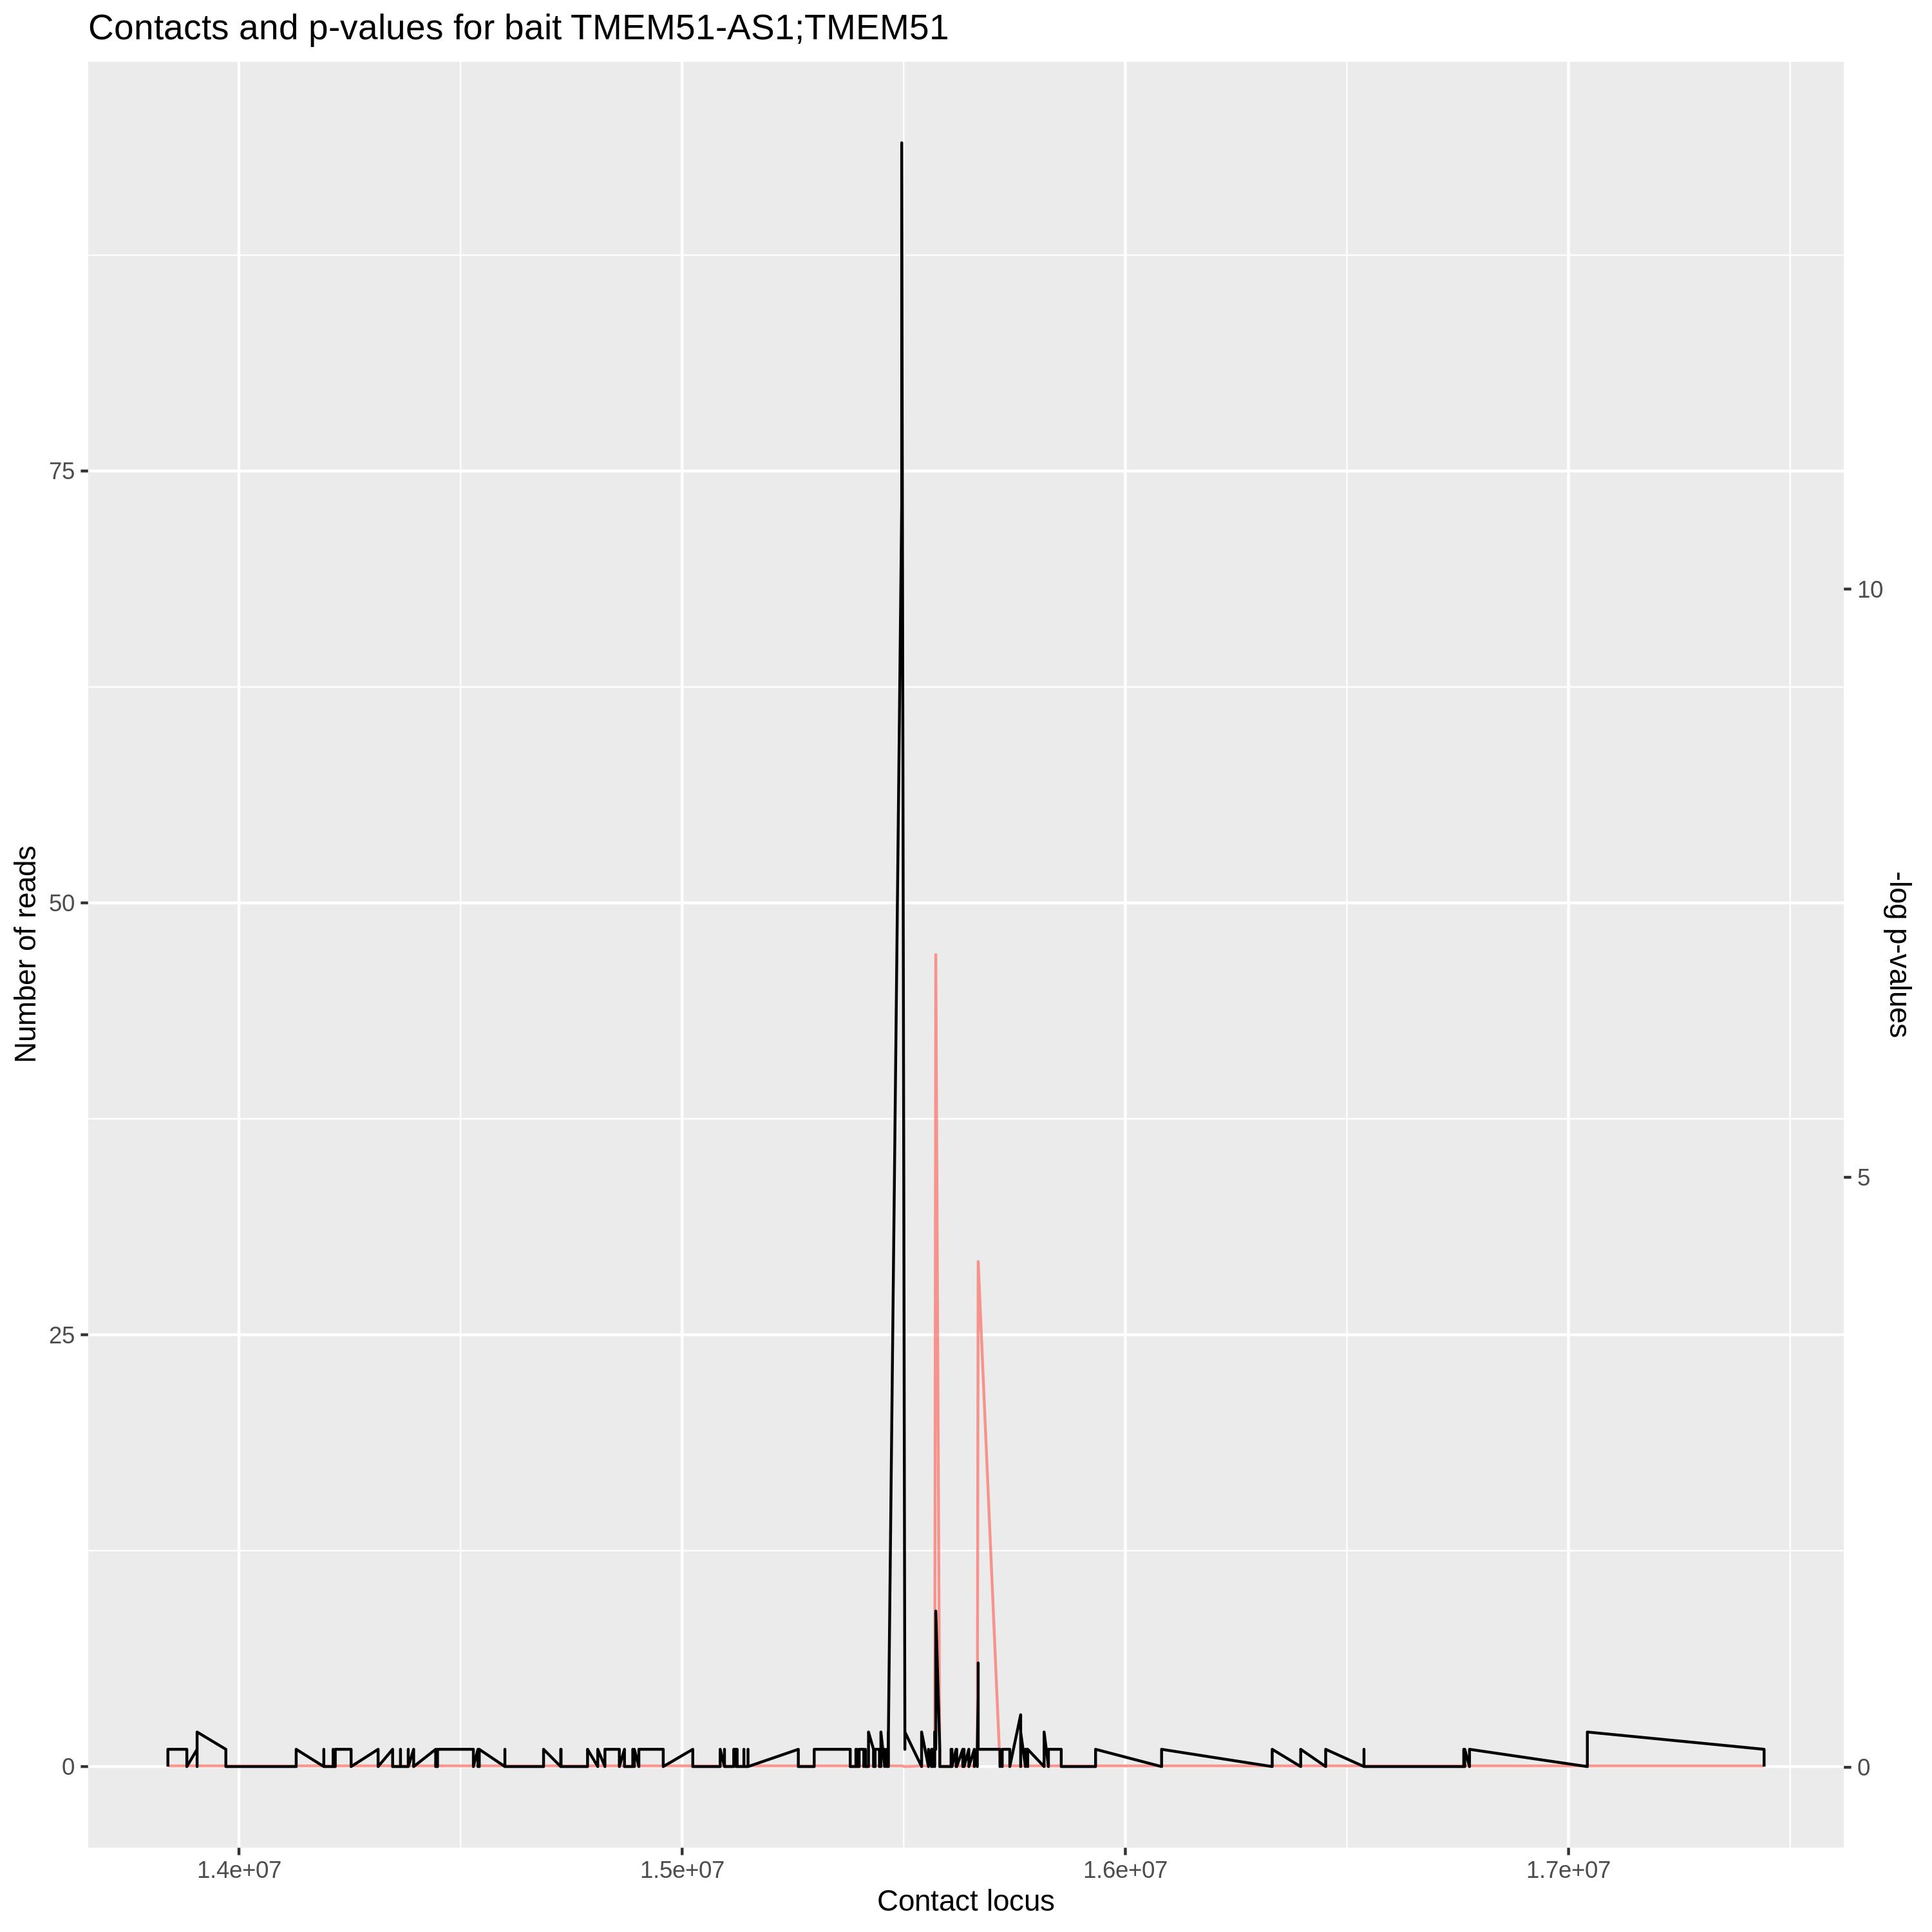 Contacts and p-values for bait TMEM51-AS1;TMEM51
75
50
25
0
Number of reads
10
5
0
-log p-values
1.4e+07 1.5e+07 1.6e+07 1.7e+07
Contact locus